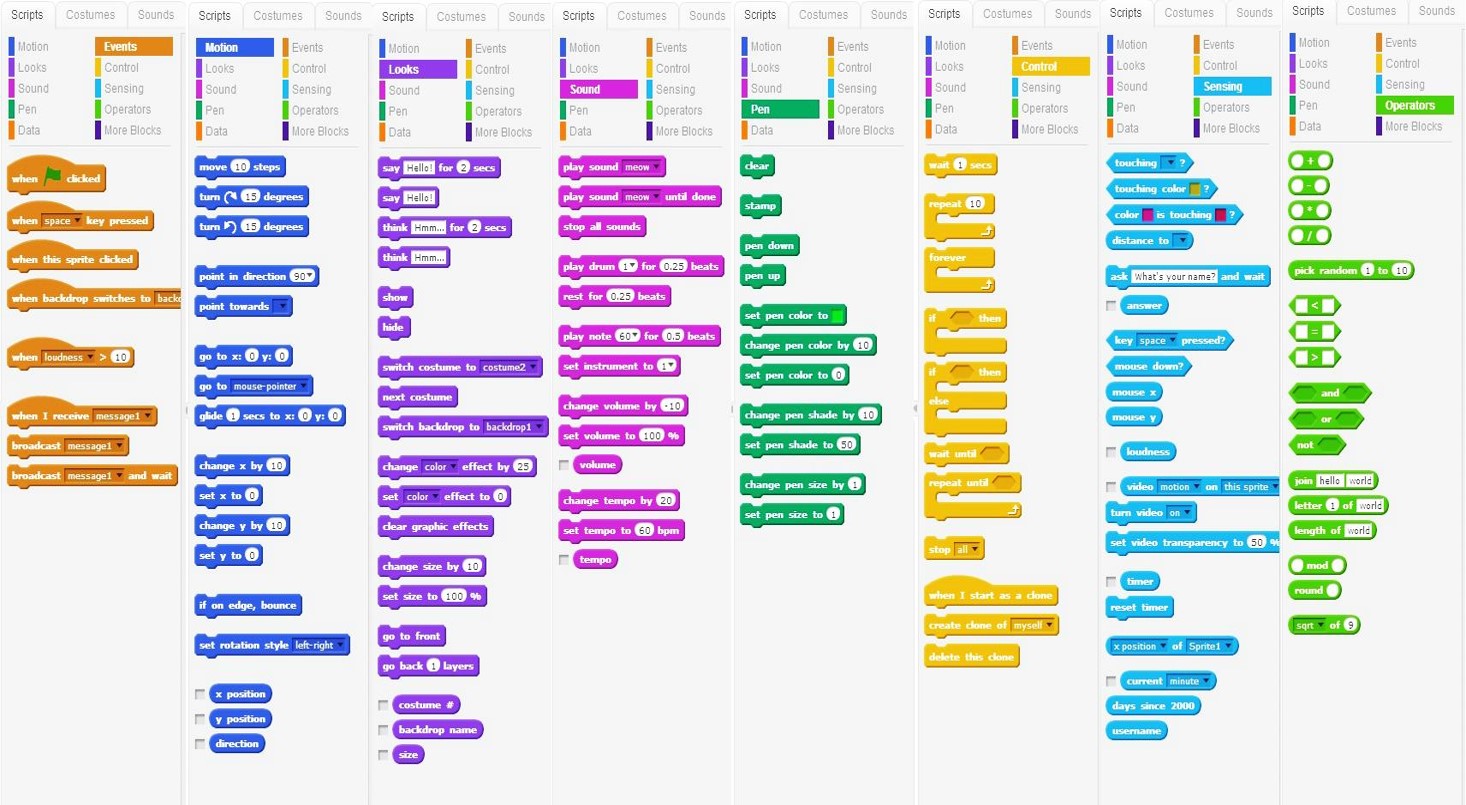 Scripts Costumes Sounds
Motion Events
Looks Control
Sound Sensing
Pen Operators
Data More Blocks
when clicked
when space key pressed
when this sprite clicked
when backdrop switches to
when loudness > 10
when I receive message1
broadcast message1
broadcast message1 and wait
Scripts Costumes Sounds
Motion Events
Looks Control
Sound Sensing
Pen Operators
Data More Blocks
move 10 steps
turn 15 degrees
turn 15 degrees
point in direction 90
point towards
go to x: 0 y: 0
go to mouse-pointer
glide 1 secs to x: 0 y: 0
change x by 10
set x to 0
change y by 10
set y to 0
if on edge, bounce
set rotation style left-right
x position
y position
direction
Scripts Costumes Sounds
Motion Events
Looks Control
Sound Sensing
Pen Operators
Data More Blocks
say Hello! for 2 secs
say Hello!
think Hmm... for 2 secs
think Hmm...
show
hide
switch costume to costume2
next costume
switch backdrop to backdrop1
change color effect by 25
set color effect to 0
clear graphic effects
change size by 10
set size to 100 %
go to front
go back 1 layers
costume #
backdrop name
size
Scripts Costumes Sounds
Motion Events
Looks Control
Sound Sensing
Pen Operators
Data More Blocks
play sound meow
play sound meow until done
stop all sounds
play drum 1 for 0.25 beats
rest for 0.25 beats
play note 60 for 0.5 beats
set instrument to 1
change volume by -10
set volume to 100 %
volume
change tempo by 20
set tempo to 60 bpm
tempo
Scripts Costumes Sounds
Motion Events
Looks Control
Sound Sensing
Pen Operators
Data More Blocks
clear
stamp
pen down
pen up
set pen color to
change pen color by 10
set pen color to 0
change pen shade by 10
set pen shade to 50
change pen size by 1
set pen size to 1
Scripts Costumes Sounds
Motion Events
Looks Control
Sound Sensing
Pen Operators
Data More Blocks
wait 1 secs
repeat 10
forever
if then
if then
else
wait until
repeat until
stop all
when I start as a clone
create clone of myself
delete this clone
Scripts Costumes Sounds
Motion Events
Looks Control
Sound Sensing
Pen Operators
Data More Blocks
touching ?
touching color ?
color is touching ?
distance to
ask What's your name? and wait
answer
key space pressed?
mouse down?
mouse x
mouse y
loudness
video motion on this sprite
turn video on
set video transparency to 50 %
timer
reset timer
x position of Sprite1
current minute
days since 2000
username
Scripts Costumes Sounds
Motion Events
Looks Control
Sound Sensing
Pen Operators
Data More Blocks
+
-
*
/
pick random 1 to 10
<
=
>
and
or
not
join hello world
letter 1 of world
length of world
mod
round
sqrt of 9